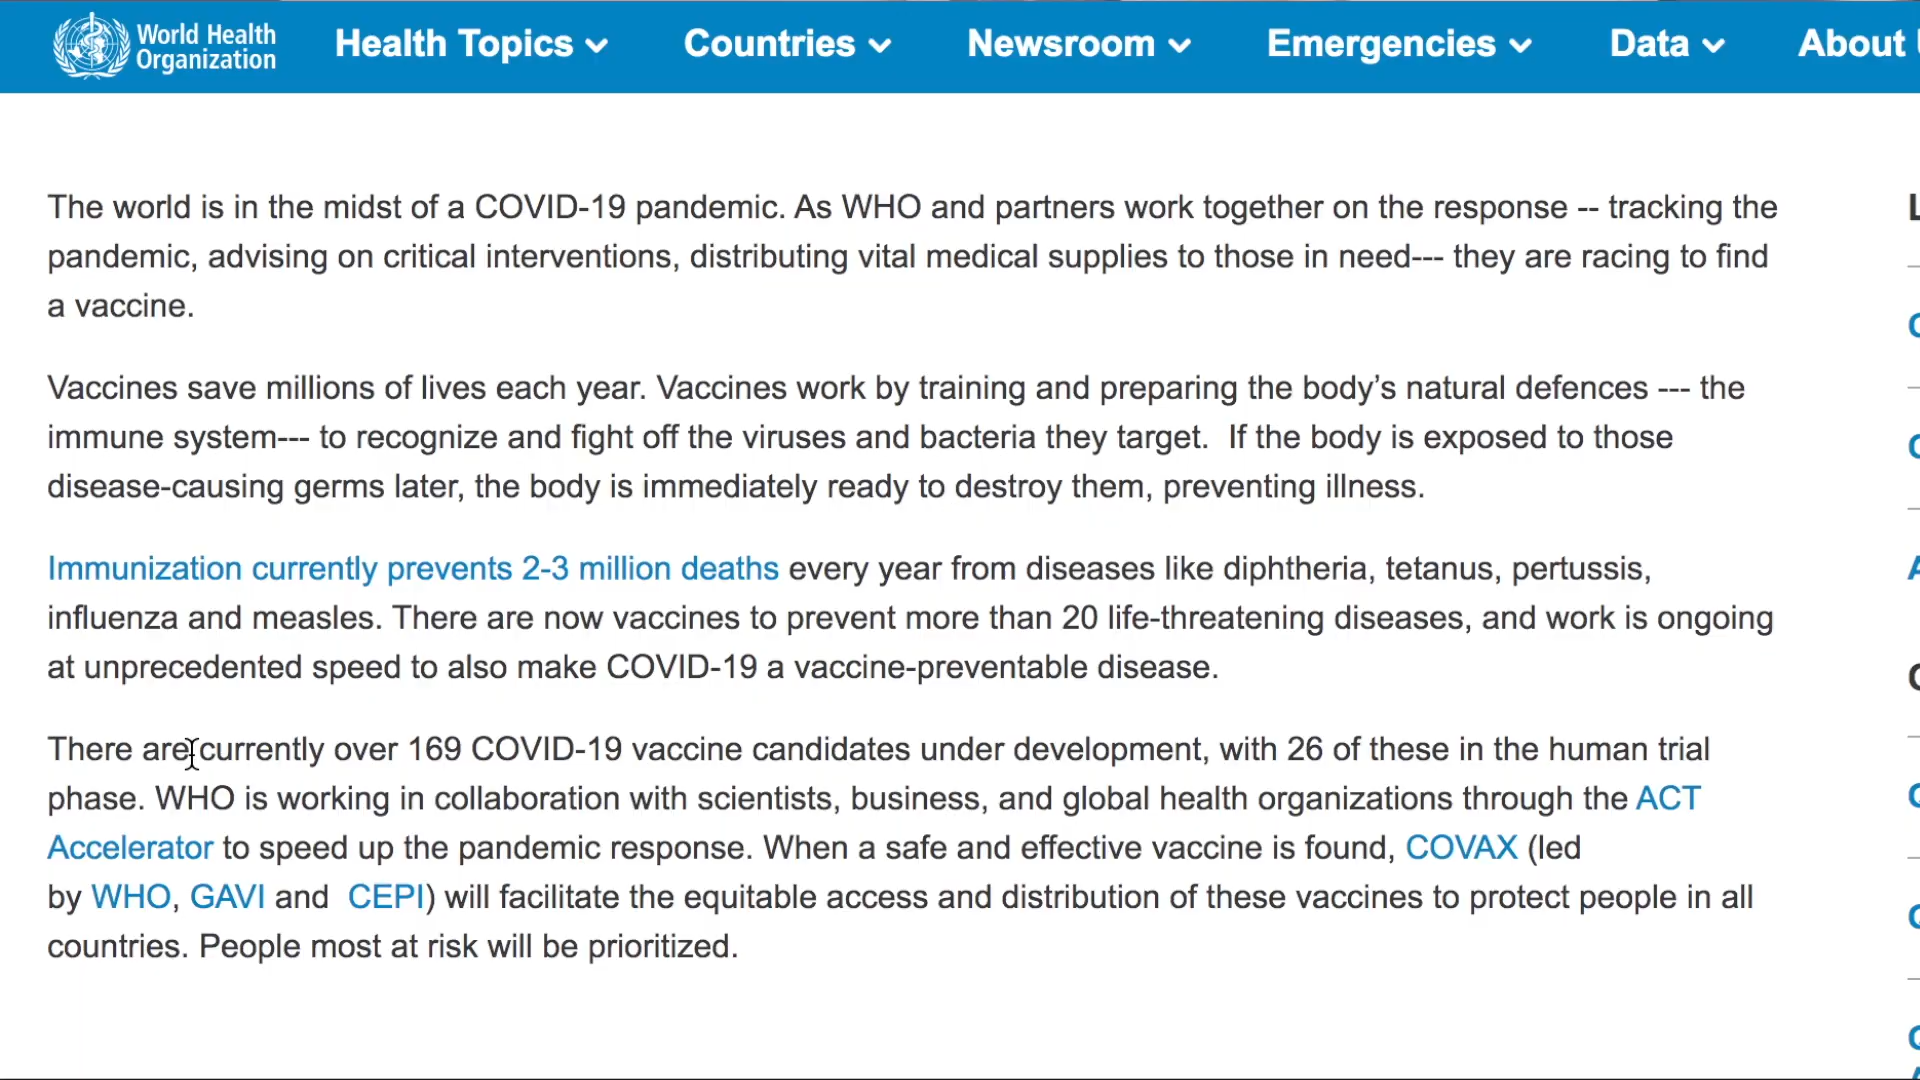 World Health
Organization
Health Topics
Countries
Newsroom
Emergencies
Data
About
The world is in the midst of a COVID-19 pandemic. As WHO and partners work together on the response -- tracking the
pandemic, advising on critical interventions, distributing vital medical supplies to those in need--- they are racing to find
a vaccine.
Vaccines save millions of lives each year. Vaccines work by training and preparing the body’s natural defences --- the
immune system--- to recognize and fight off the viruses and bacteria they target.  If the body is exposed to those
disease-causing germs later, the body is immediately ready to destroy them, preventing illness.
Immunization currently prevents 2-3 million deaths every year from diseases like diphtheria, tetanus, pertussis,
influenza and measles. There are now vaccines to prevent more than 20 life-threatening diseases, and work is ongoing
at unprecedented speed to also make COVID-19 a vaccine-preventable disease.
There are currently over 169 COVID-19 vaccine candidates under development, with 26 of these in the human trial
phase. WHO is working in collaboration with scientists, business, and global health organizations through the ACT
Accelerator to speed up the pandemic response. When a safe and effective vaccine is found, COVAX (led
by WHO, GAVI and  CEPI) will facilitate the equitable access and distribution of these vaccines to protect people in all
countries. People most at risk will be prioritized.